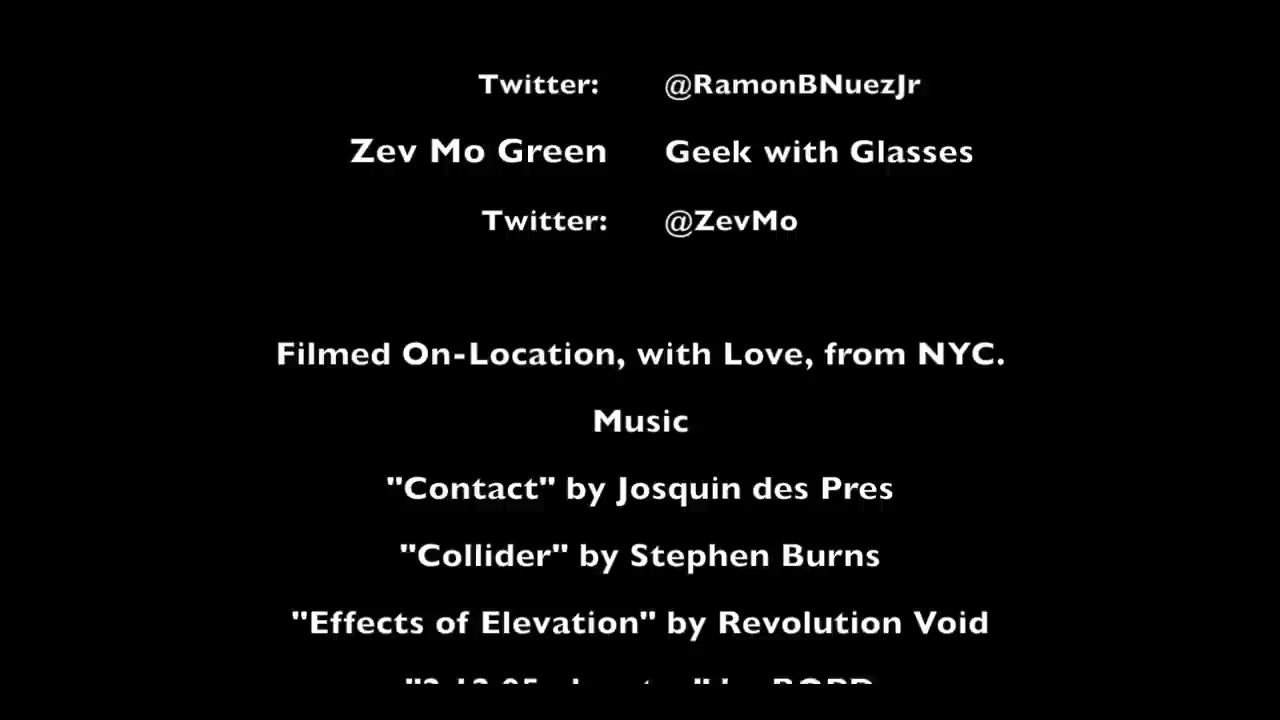 Twitter: @RamonBNuezJr
Zev Mo Green Geek with Glasses
Twitter: @ZevMo
Filmed On-Location, with Love, from NYC.
Music
"Contact" by Josquin des Pres
"Collider" by Stephen Burns
"Effects of Elevation" by Revolution Void